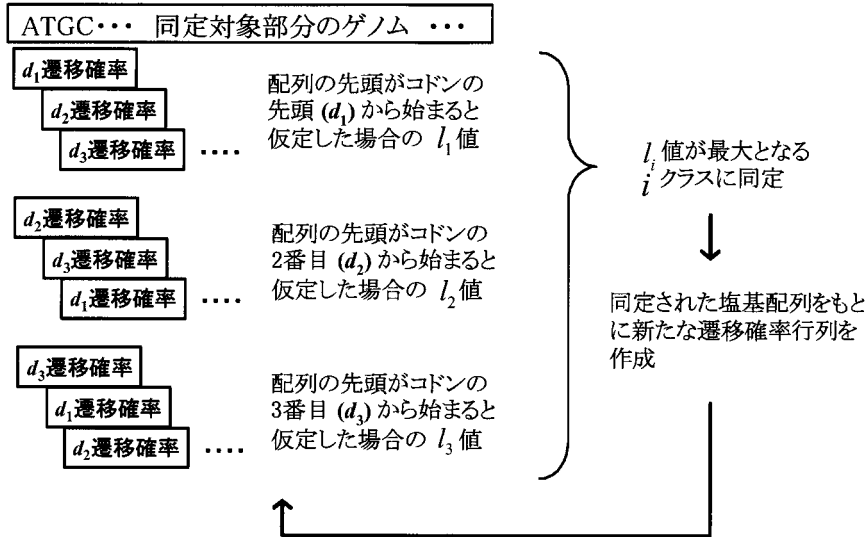 ATGC・・・ 同定対象部分のゲノム ・・・
d₁遷移確率
d₂遷移確率
d₃遷移確率 ‥‥
配列の先頭がコドンの
先頭 (d₁) から始まると
仮定した場合の l₁ 値
d₂遷移確率
d₃遷移確率
d₁遷移確率 ‥‥
配列の先頭がコドンの
2番目 (d₂) から始まると
仮定した場合の l₂ 値
d₃遷移確率
d₁遷移確率
d₂遷移確率 ‥‥
配列の先頭がコドンの
3番目 (d₃) から始まると
仮定した場合の l₃ 値
lᵢ 値が最大となる
i クラスに同定
同定された塩基配列をもと
に新たな遷移確率行列を
作成